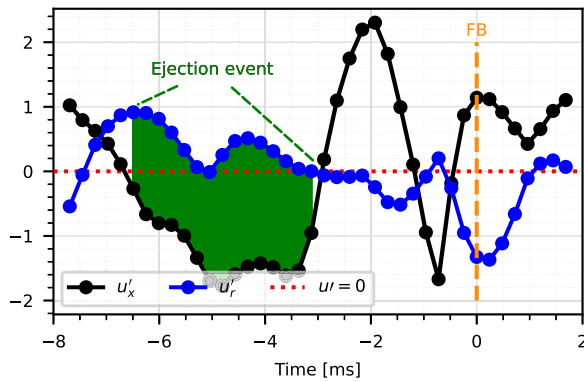 FB
Ejection event
2
1
0
−1
−2
u′x u′r u′ = 0
−8 −6 −4 −2 0 2
Time [ms]